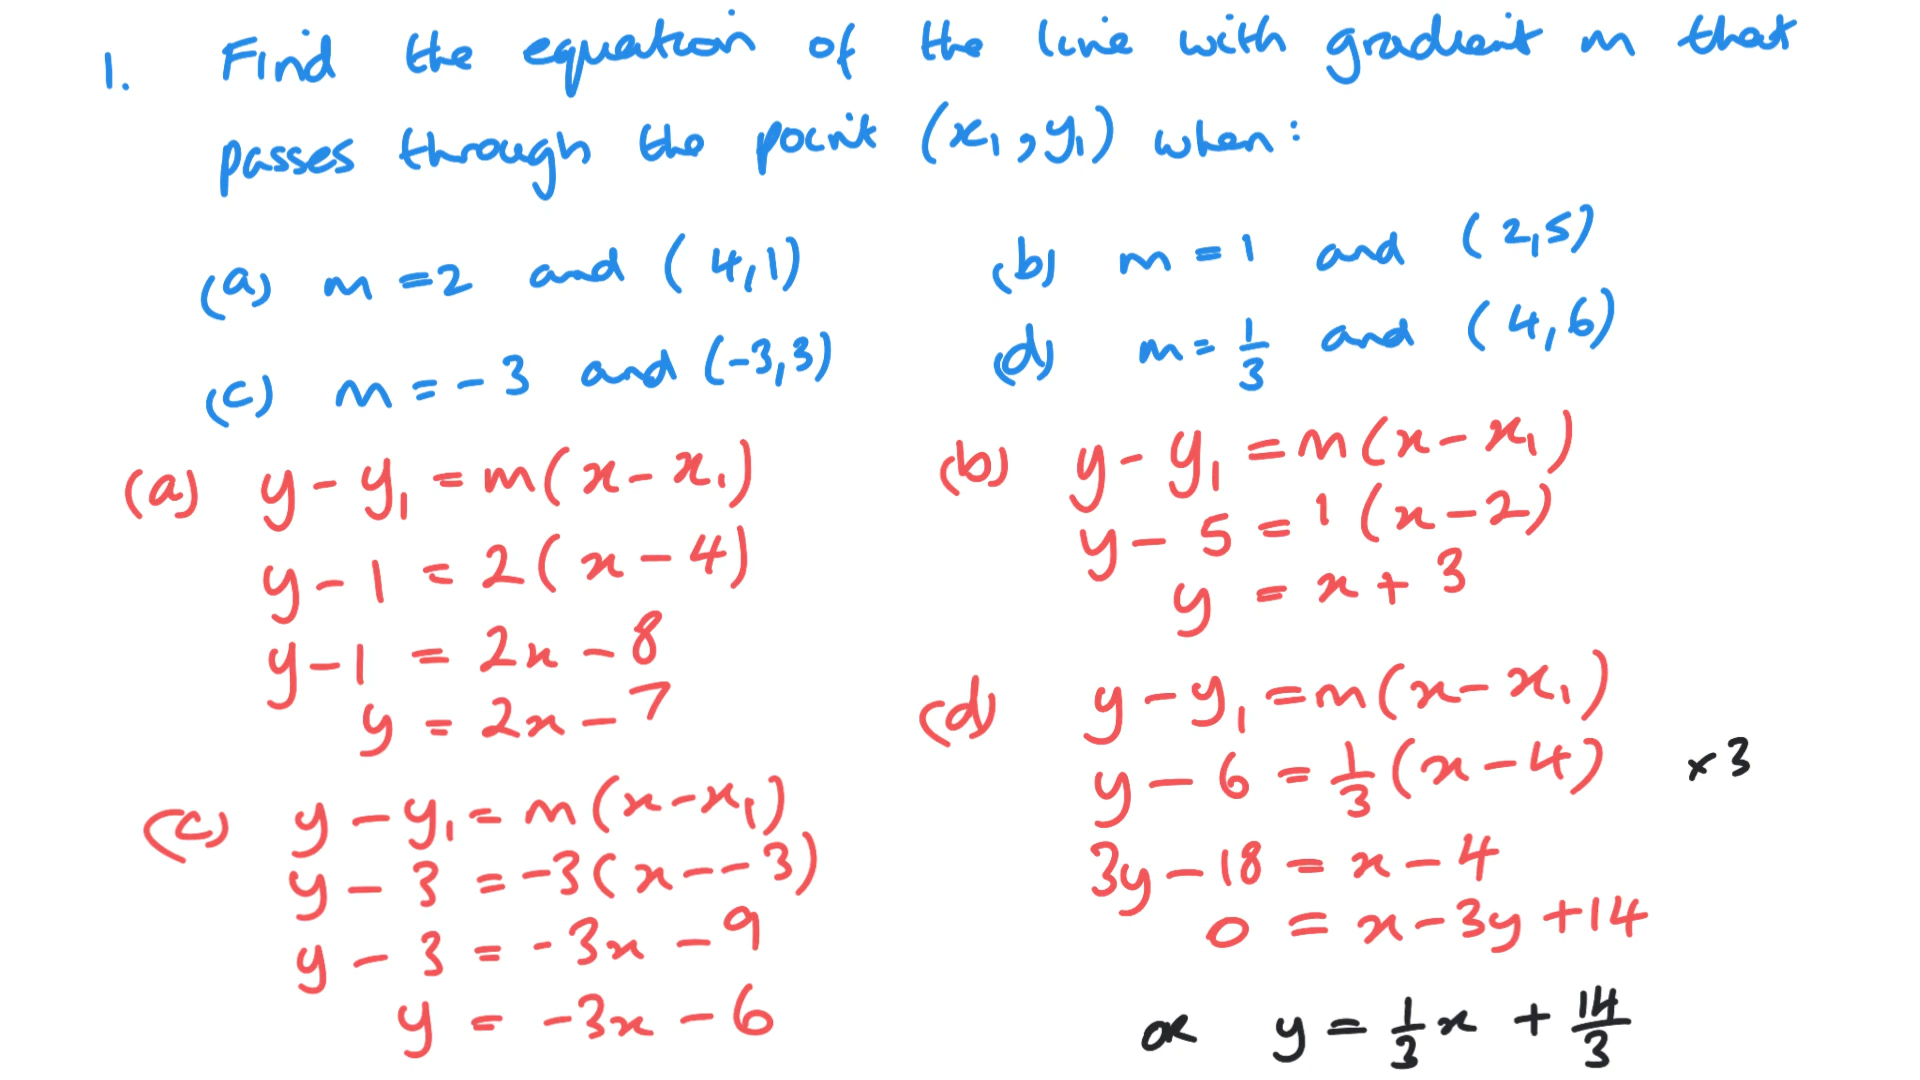 1. Find the equation of the line with gradient m that
passes through the point (x₁, y₁) when:
(a) m = 2 and (4,1)
(b) m = 1 and (2,5)
(c) m = -3 and (-3,3)
(d) m = 1/3 and (4,6)
(a) y - y₁ = m(x - x₁)
y - 1 = 2(x - 4)
y - 1 = 2x - 8
y = 2x - 7
(b) y - y₁ = m(x - x₁)
y - 5 = 1(x - 2)
y = x + 3
(c) y - y₁ = m(x - x₁)
y - 3 = -3(x - -3)
y - 3 = -3x - 9
y = -3x - 6
(d) y - y₁ = m(x - x₁)
y - 6 = 1/3(x - 4) ×3
3y - 18 = x - 4
0 = x - 3y + 14
or y = 1/3x + 14/3